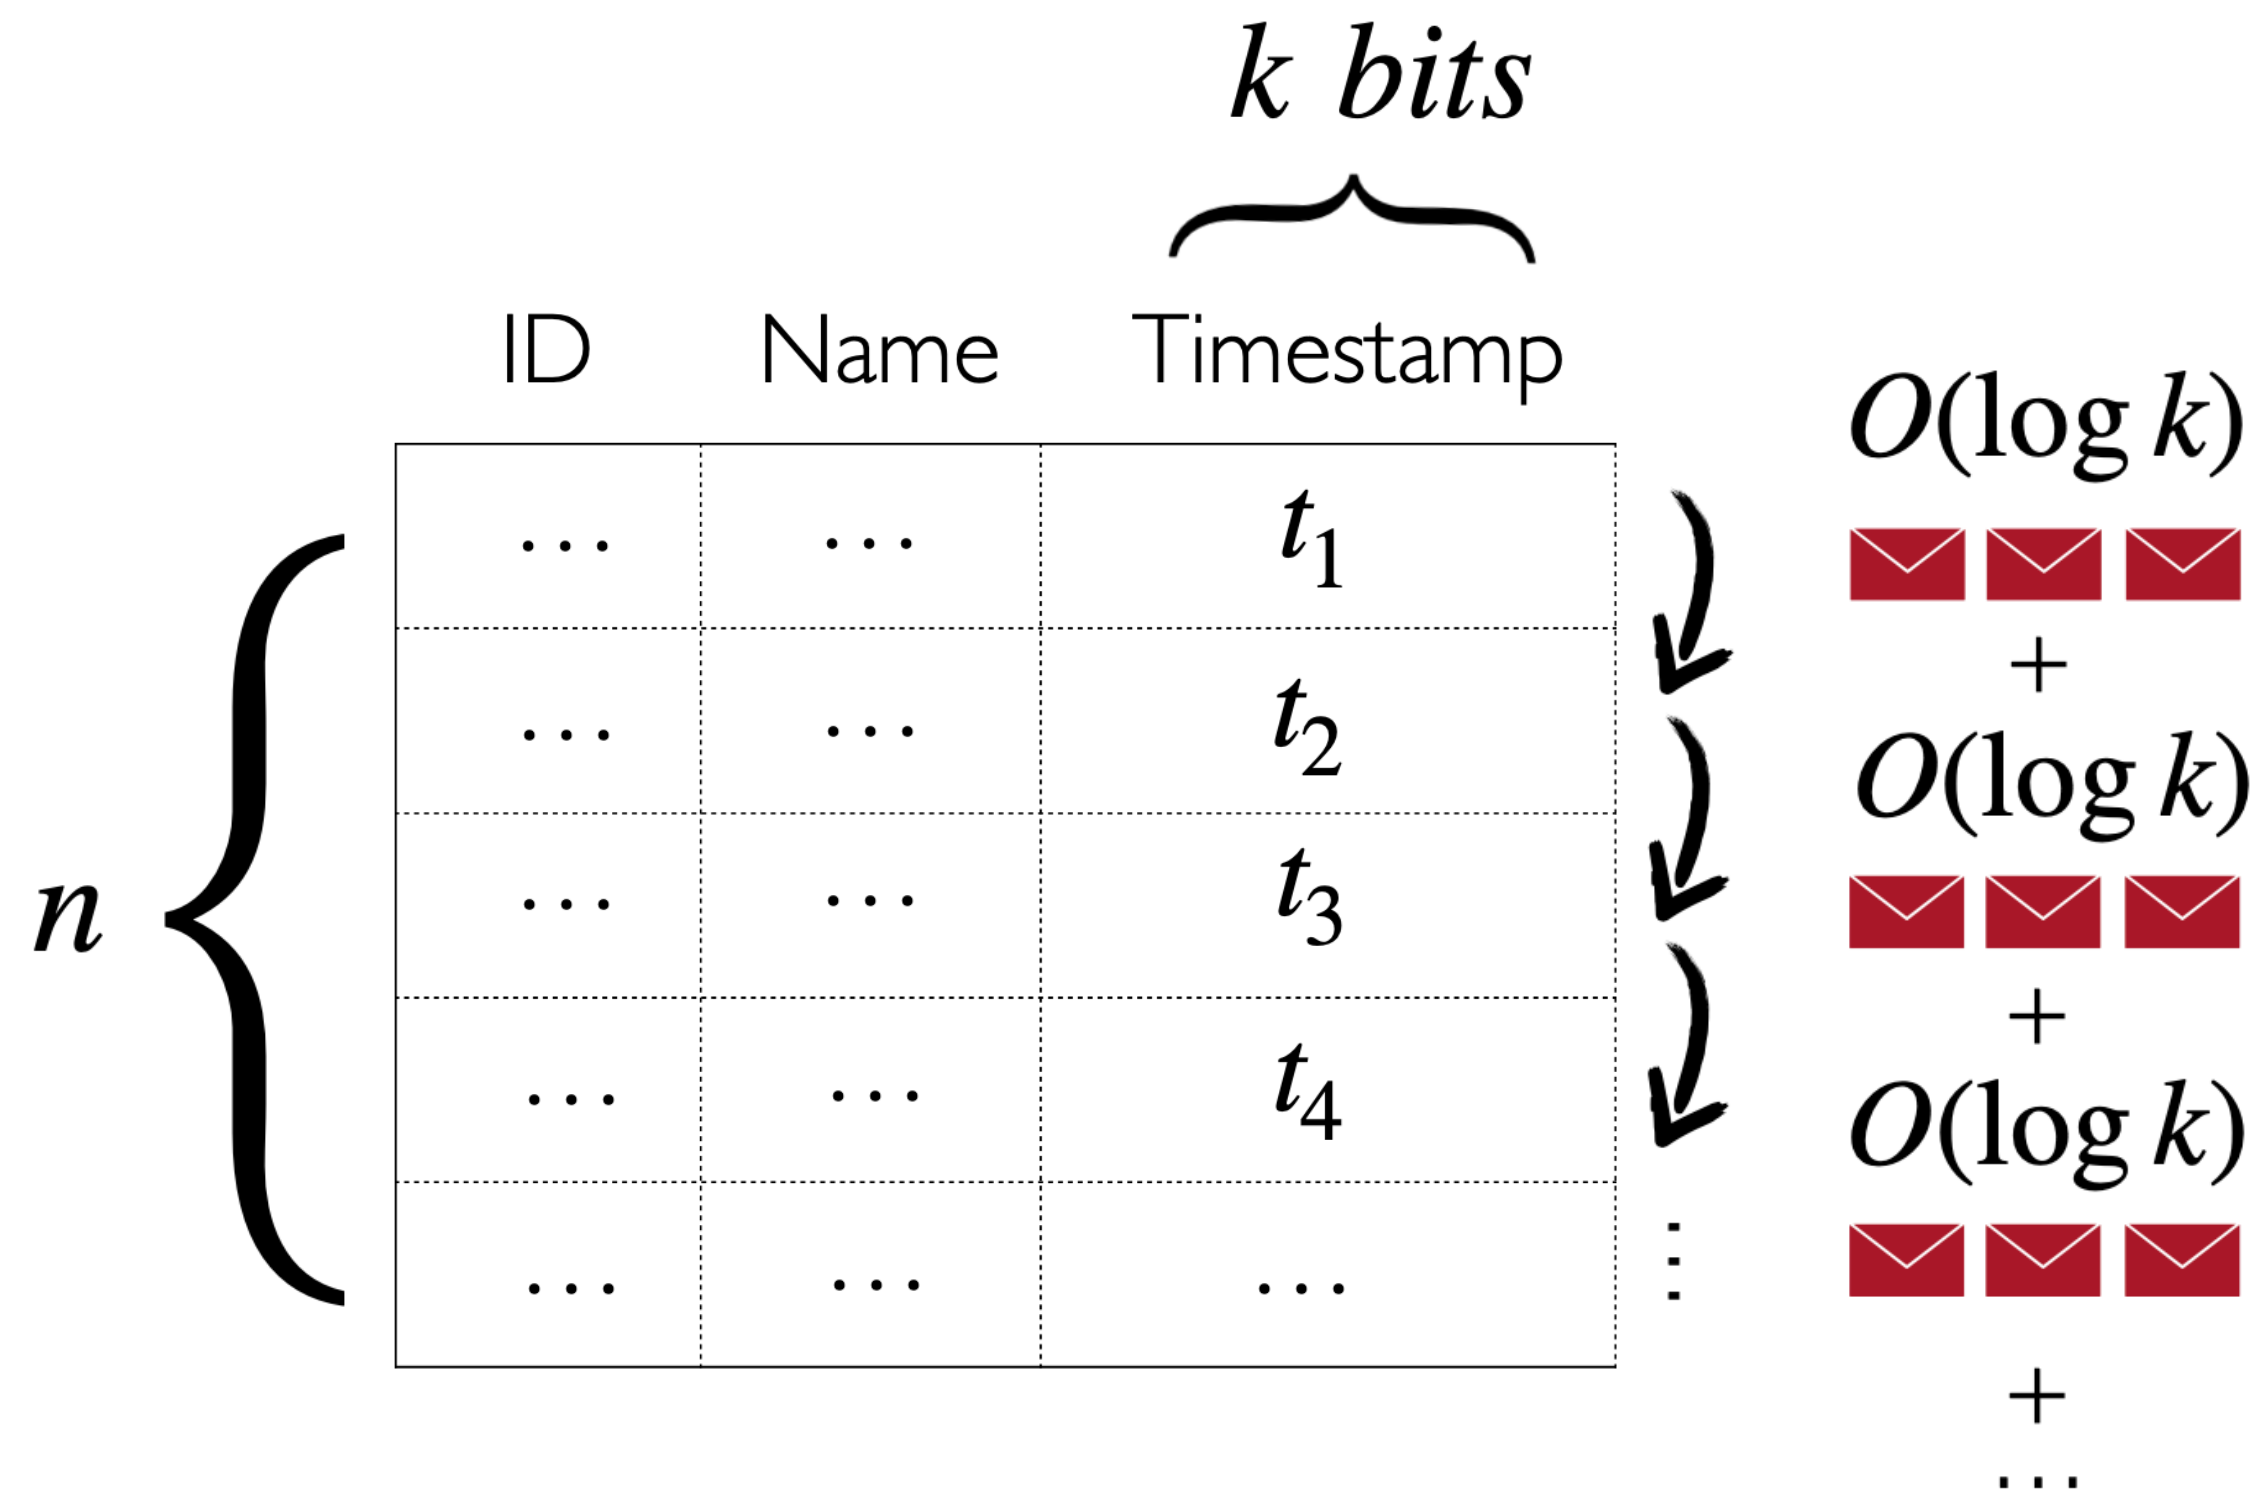 k bits
ID Name Timestamp
O(log k)
... ... t₁
+
... ... t₂
O(log k)
n ... ... t₃
+
... ... t₄
O(log k)
... ... ...
⋮
+
...